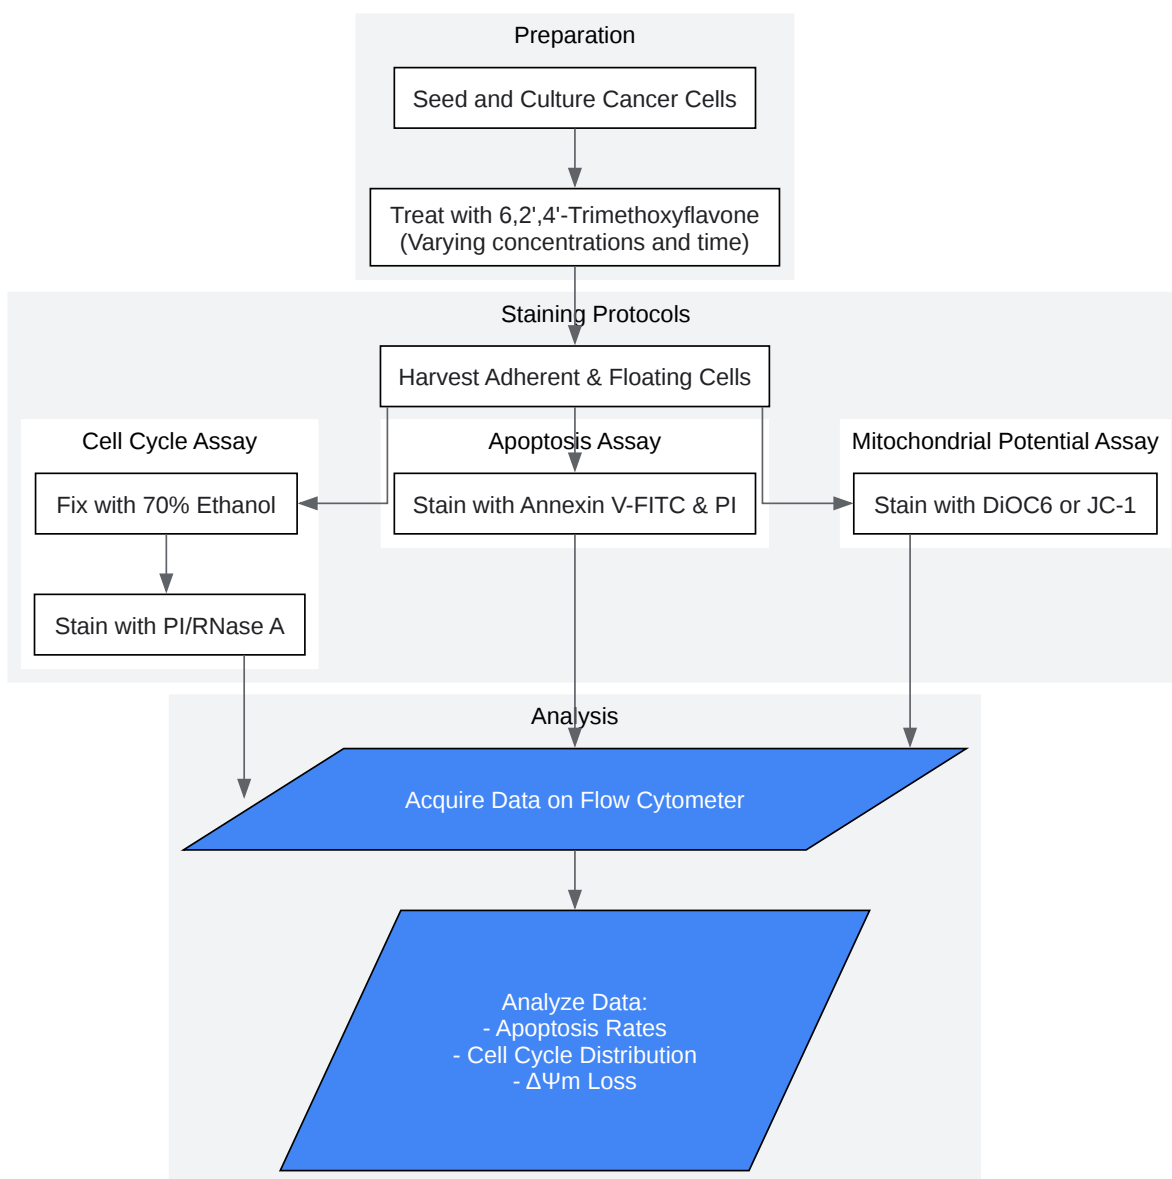 Preparation
Seed and Culture Cancer Cells
Treat with 6,2',4'-Trimethoxyflavone
(Varying concentrations and time)
Staining Protocols
Harvest Adherent & Floating Cells
Cell Cycle Assay
Fix with 70% Ethanol
Stain with PI/RNase A
Apoptosis Assay
Stain with Annexin V-FITC & PI
Mitochondrial Potential Assay
Stain with DiOC6 or JC-1
Analysis
Acquire Data on Flow Cytometer
Analyze Data:
- Apoptosis Rates
- Cell Cycle Distribution
- ΔΨm Loss